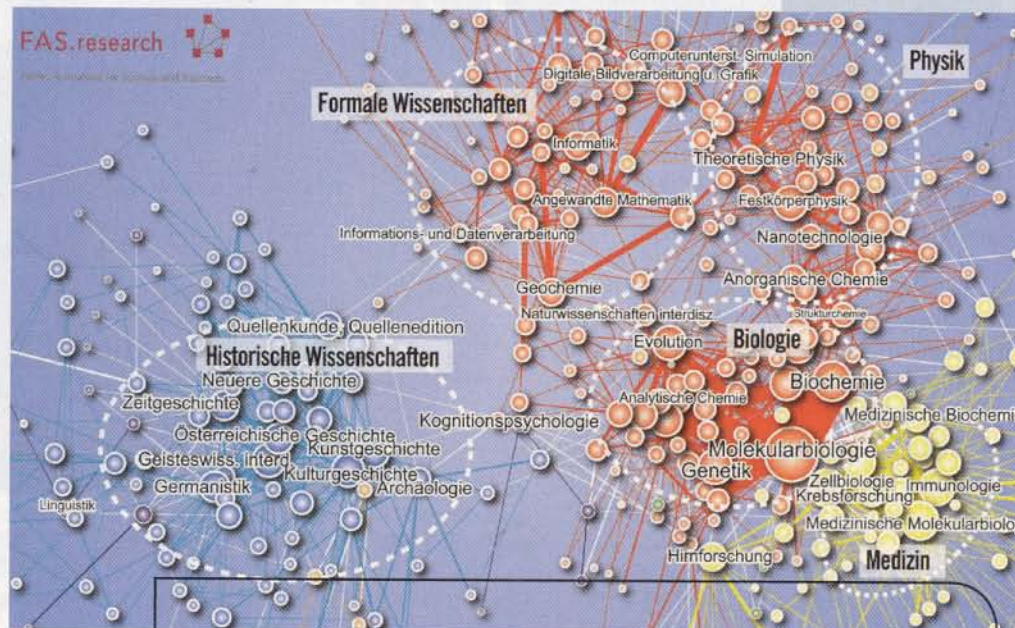 FAS.research
Computerunterst. Simulation
Physik
Digitale Bildverarbeitung u. Grafik
Formale Wissenschaften
Informatik
Theoretische Physik
Angewandte Mathematik
Festkörperphysik
Informations- und Datenverarbeitung
Nanotechnologie
Anorganische Chemie
Geochemie
Naturwissenschaften interdisz.
Strukturchemie
Quellenkunde, Quellenedition
Evolution
Biologie
Historische Wissenschaften
Neuere Geschichte
Biochemie
Zeitgeschichte
Analytische Chemie
Medizinische Biochemi
Kognitionspsychologie
Österreichische Geschichte
Kunstgeschichte
Molekularbiologie
Geisteswiss. interd.
Kulturgeschichte
Genetik
Germanistik
Archäologie
Zellbiologie
Immunologie
Krebsforschung
Linguistik
Medizinische Molekularbiolo
Hirnforschung
Medizin